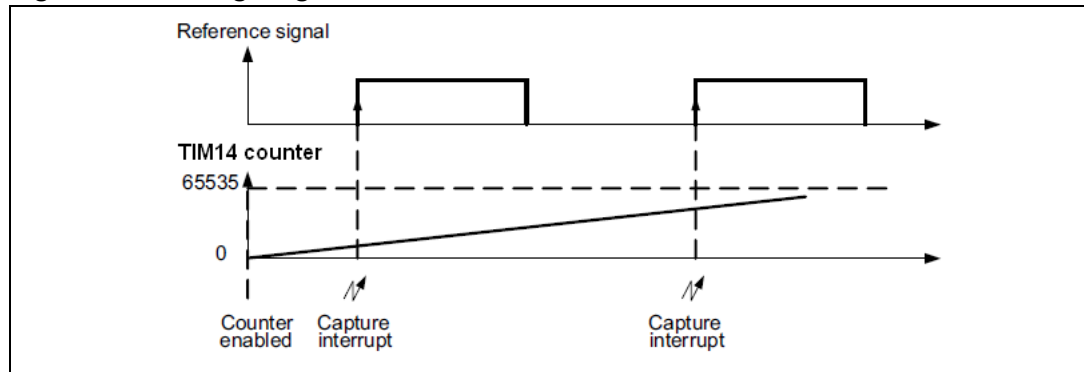 Reference signal
TIM14 counter
65535
0
Counter
enabled
Capture
interrupt
Capture
interrupt